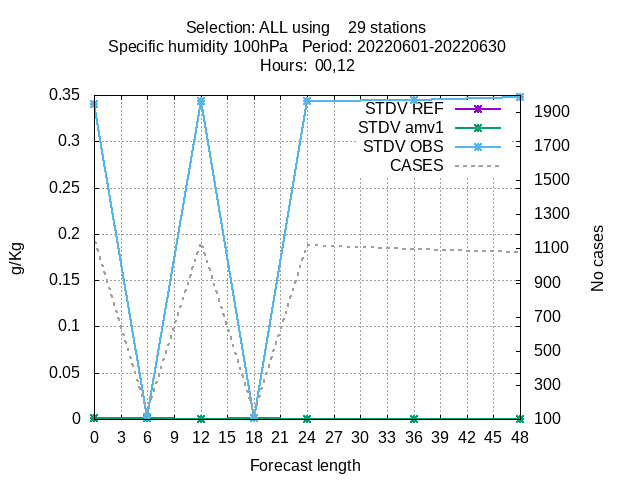 Selection: ALL using 29 stations
Specific humidity 100hPa Period: 20220601-20220630
Hours: 00,12
0.35
0.3
0.25
0.2
0.15
0.1
0.05
0
g/Kg
STDV REF
STDV amv1
STDV OBS
CASES
1900
1700
1500
1300
1100
900
700
500
300
100
No cases
0 3 6 9 12 15 18 21 24 27 30 33 36 39 42 45 48
Forecast length